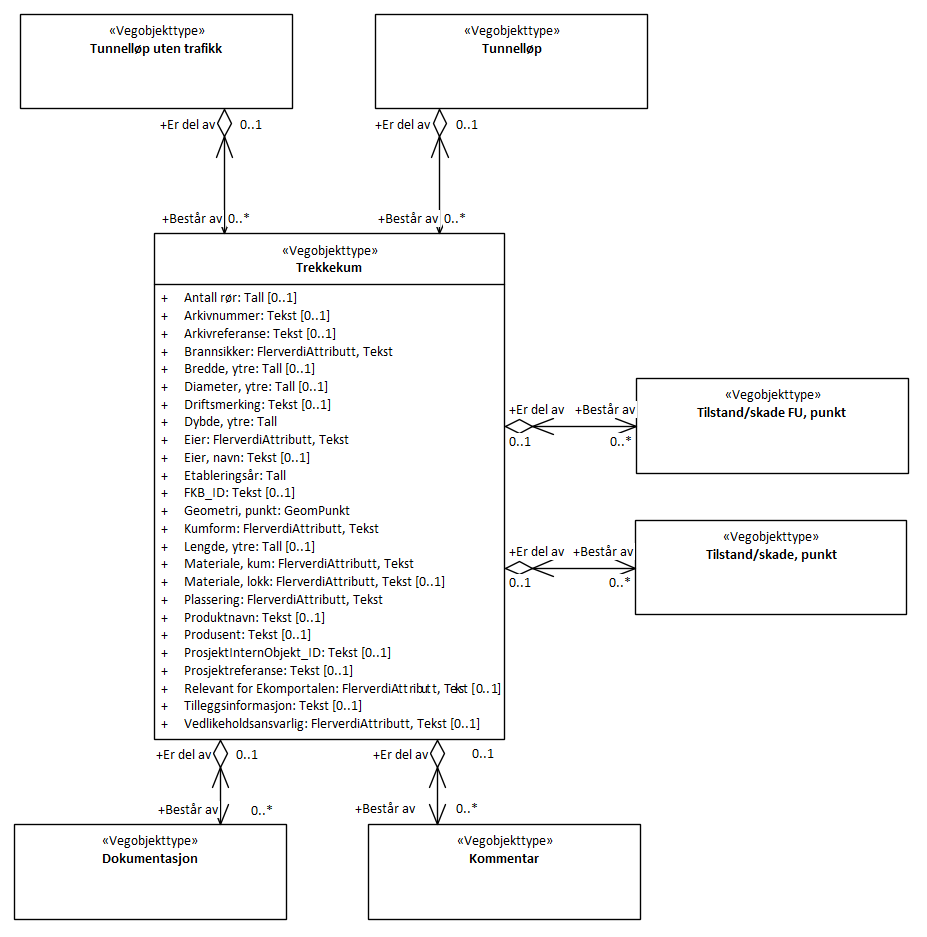 «Vegobjekttype»
Tunnelløp uten trafikk
«Vegobjekttype»
Tunnelløp
+Er del av 0..1
+Er del av 0..1
+Består av 0..*
+Består av 0..*
«Vegobjekttype»
Trekkekum
+ Antall rør: Tall [0..1]
+ Arkivnummer: Tekst [0..1]
+ Arkivreferanse: Tekst [0..1]
+ Brannsikker: FlerverdiAttributt, Tekst
+ Bredde, ytre: Tall [0..1]
+ Diameter, ytre: Tall [0..1]
+ Driftsmerking: Tekst [0..1]
+ Dybde, ytre: Tall
+ Eier: FlerverdiAttributt, Tekst
+ Eier, navn: Tekst [0..1]
+ Etableringsår: Tall
+ FKB_ID: Tekst [0..1]
+ Geometri, punkt: GeomPunkt
+ Kumform: FlerverdiAttributt, Tekst
+ Lengde, ytre: Tall [0..1]
+ Materiale, kum: FlerverdiAttributt, Tekst
+ Materiale, lokk: FlerverdiAttributt, Tekst [0..1]
+ Plassering: FlerverdiAttributt, Tekst
+ Produktnavn: Tekst [0..1]
+ Produsent: Tekst [0..1]
+ ProsjektInternObjekt_ID: Tekst [0..1]
+ Prosjektreferanse: Tekst [0..1]
+ Relevant for Ekomportalen: FlerverdiAttributt, Tekst [0..1]
+ Tilleggsinformasjon: Tekst [0..1]
+ Vedlikeholdsansvarlig: FlerverdiAttributt, Tekst [0..1]
+Er del av +Består av
0..1 0..*
«Vegobjekttype»
Tilstand/skade FU, punkt
+Er del av +Består av
0..1 0..*
«Vegobjekttype»
Tilstand/skade, punkt
+Er del av 0..1
+Er del av 0..1
+Består av 0..*
+Består av 0..*
«Vegobjekttype»
Dokumentasjon
«Vegobjekttype»
Kommentar